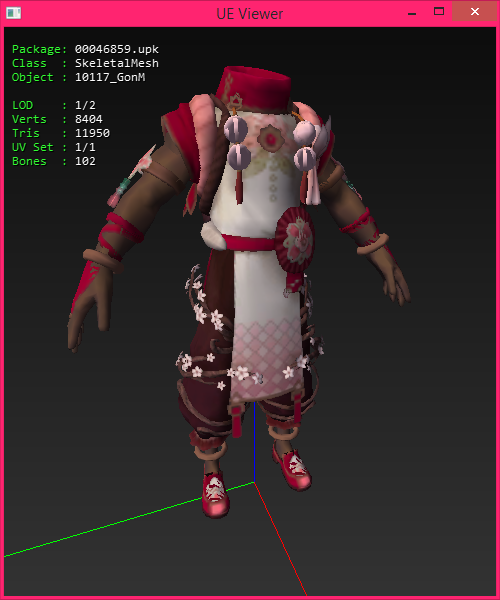 UE Viewer
Package: 00046859.upk
Class : SkeletalMesh
Object : 10117_GonM
LOD : 1/2
Verts : 8404
Tris : 11950
UV Set : 1/1
Bones : 102